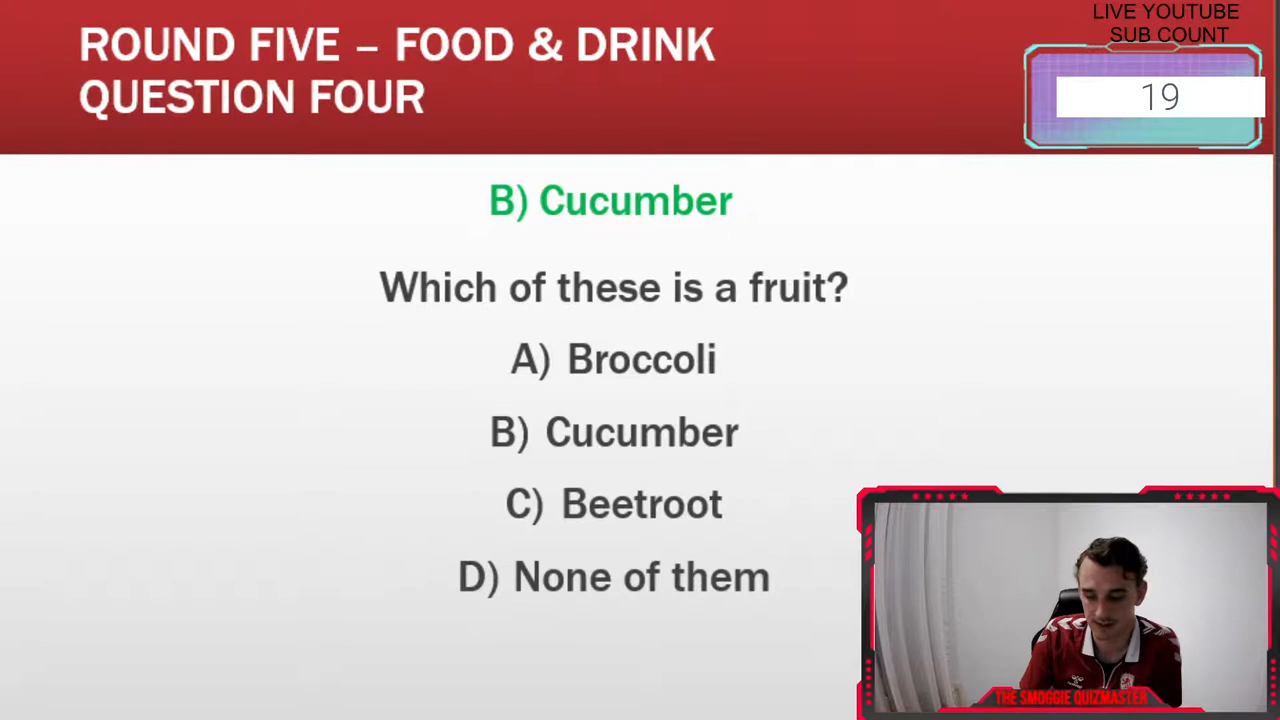 ROUND FIVE – FOOD & DRINK
QUESTION FOUR
LIVE YOUTUBE
SUB COUNT
19
B) Cucumber
Which of these is a fruit?
A) Broccoli
B) Cucumber
C) Beetroot
D) None of them
THE SMOGGIE QUIZMASTER